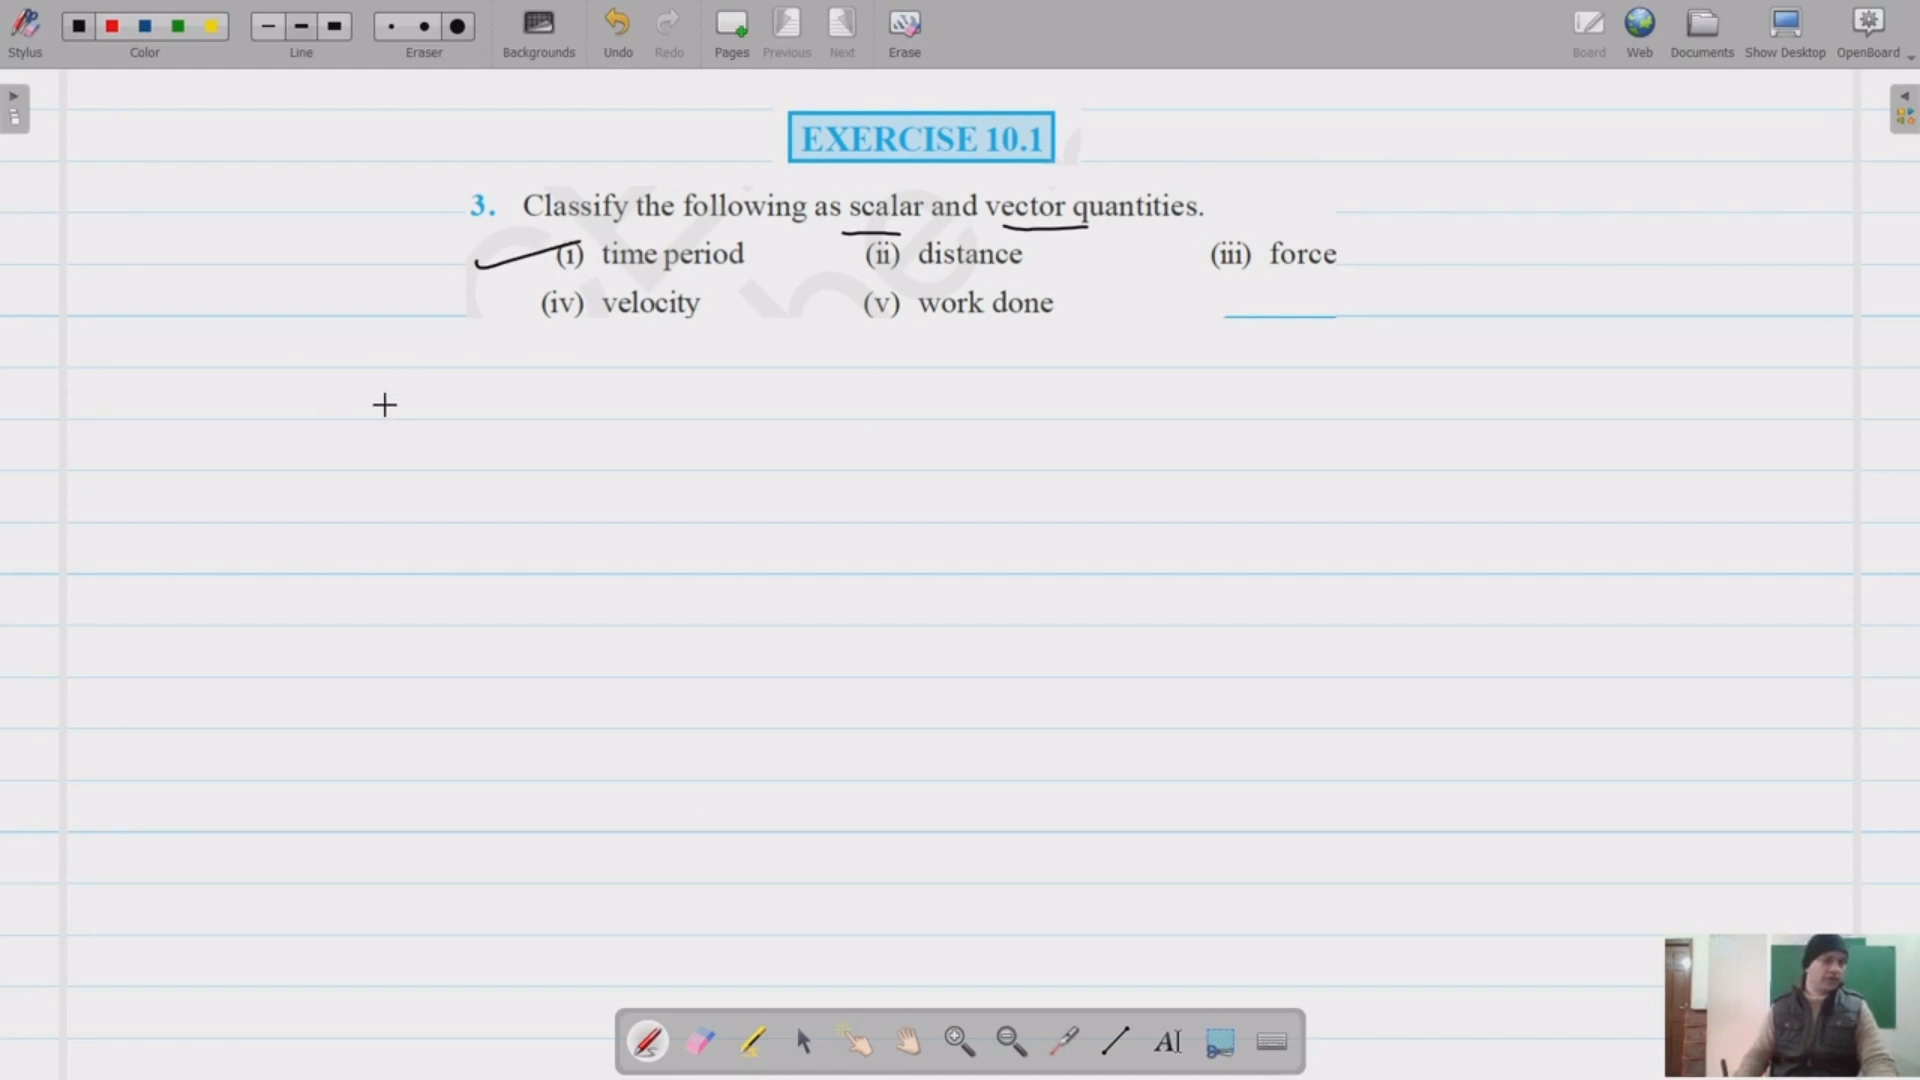 Stylus Color Line Eraser Backgrounds Undo Redo Pages Previous Next Erase Board Web Documents Show Desktop OpenBoard
EXERCISE 10.1
3. Classify the following as scalar and vector quantities.
(i) time period (ii) distance (iii) force
(iv) velocity (v) work done